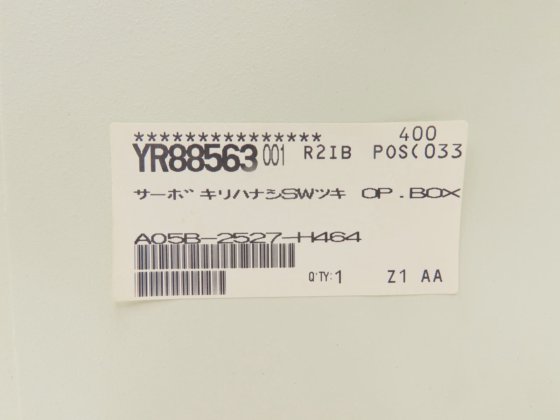 *************** 400
YR88563 001 R2IB POS(033
サーボ キリハナシSWツキ OP.BOX
A05B-2527-H464
Q'TY:1 Z1 AA